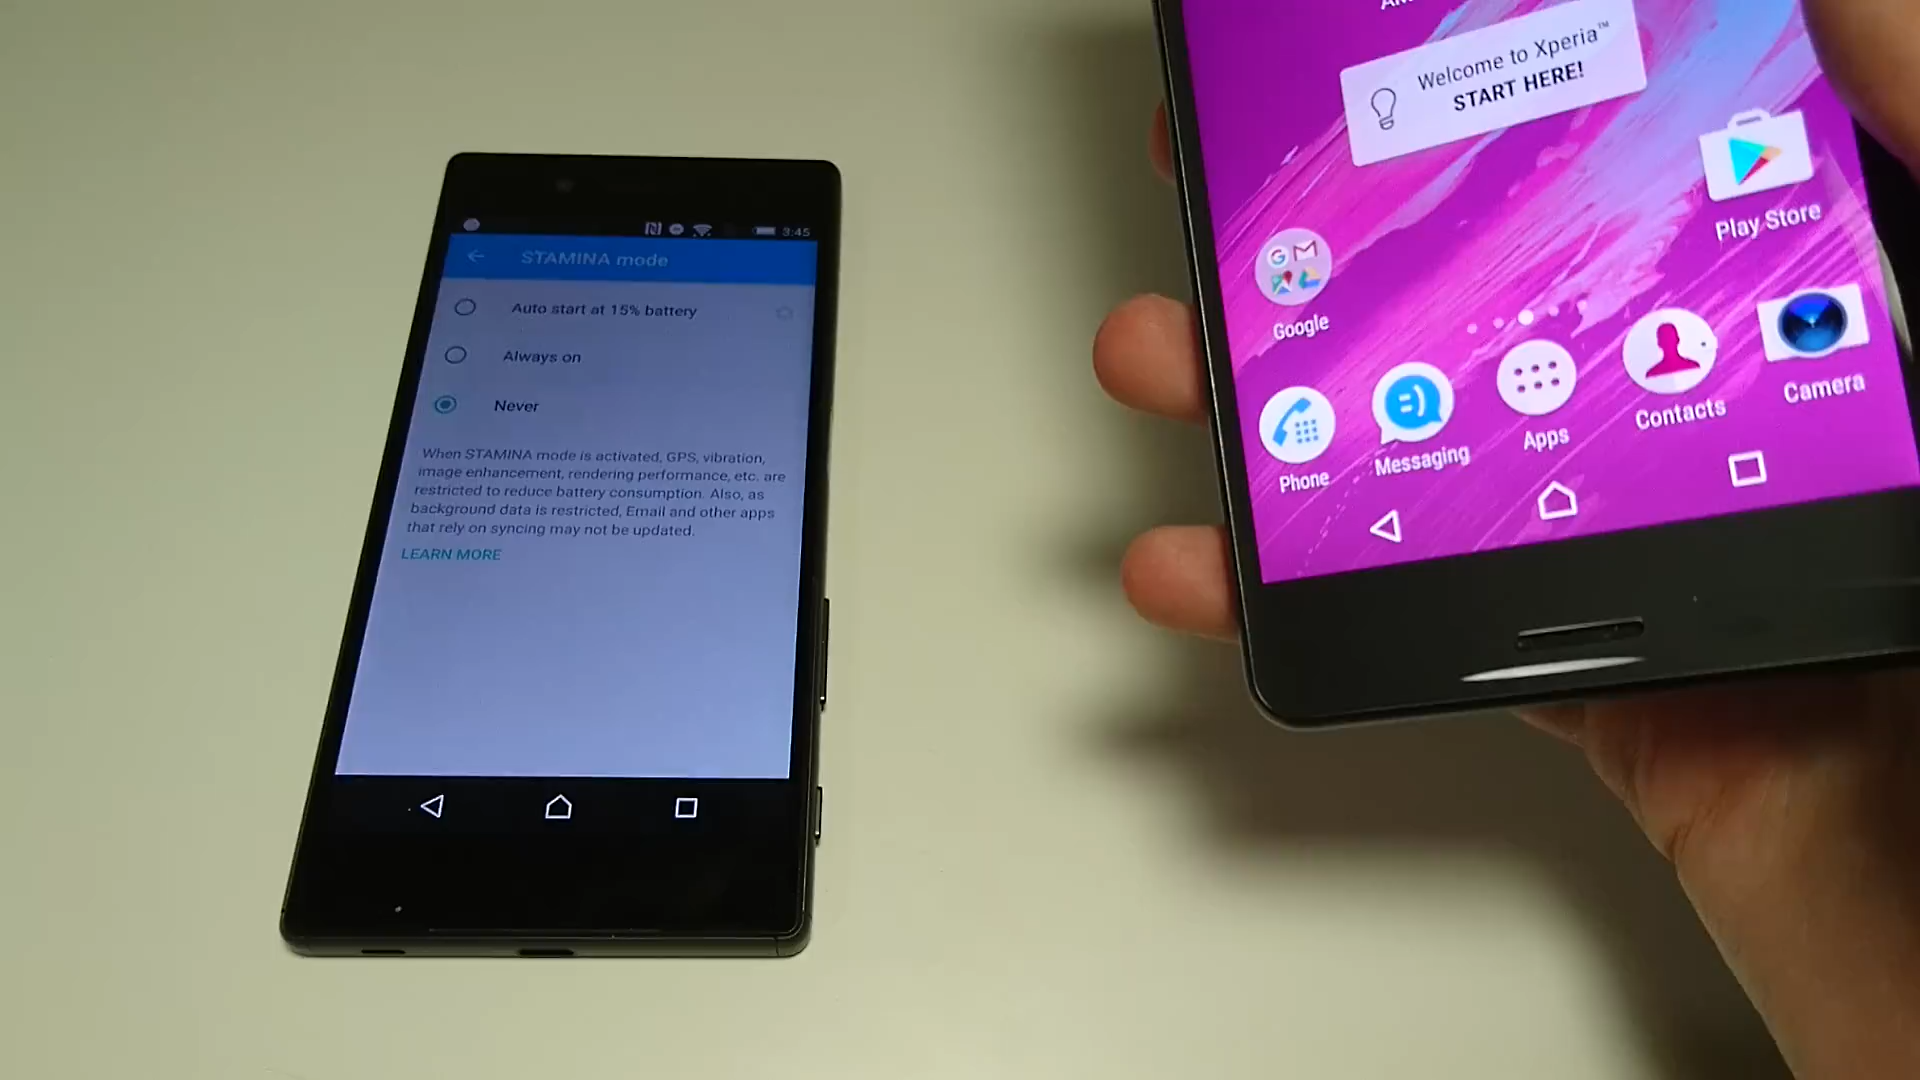 3:45
STAMINA mode
Auto start at 15% battery
Always on
Never
When STAMINA mode is activated, GPS, vibration,
image enhancement, rendering performance, etc. are
restricted to reduce battery consumption. Also, as
background data is restricted, Email and other apps
that rely on syncing may not be updated.
LEARN MORE
Welcome to Xperia™
START HERE!
Play Store
Google
Phone
Messaging
Apps
Contacts
Camera